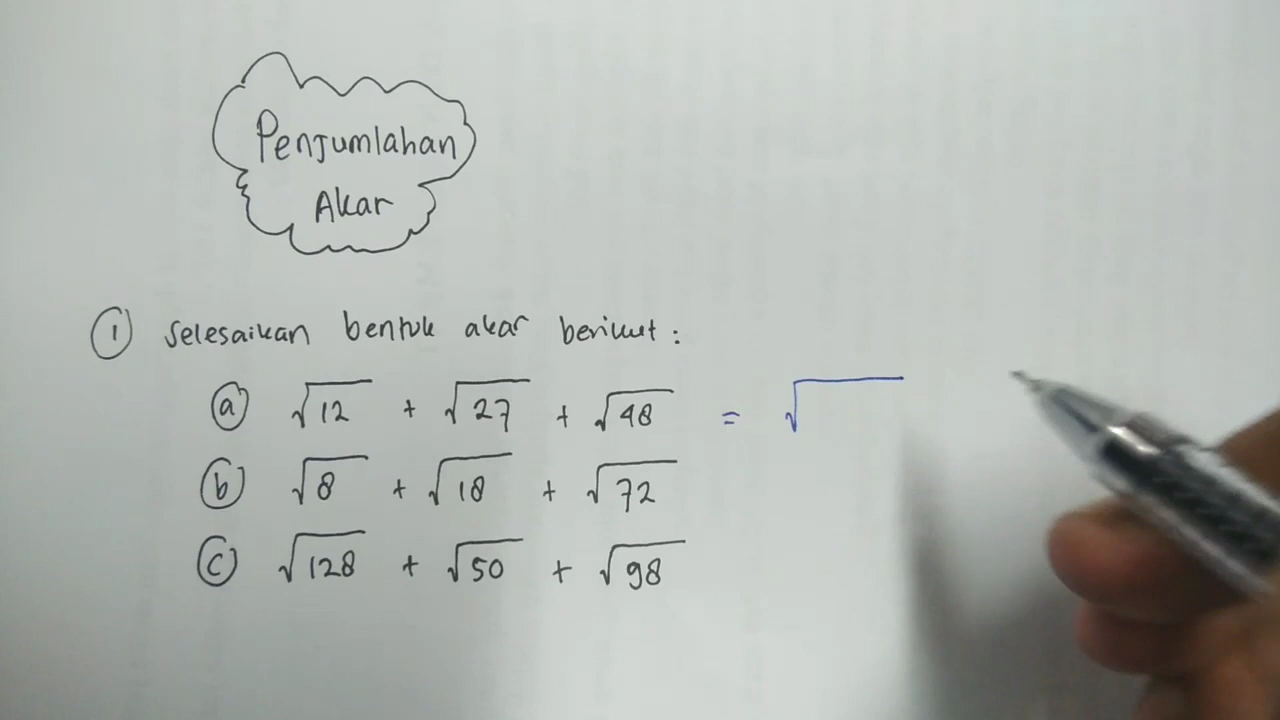 Penjumlahan
Akar
① Selesaikan bentuk akar berikut :
ⓐ √12 + √27 + √48 = √
ⓑ √8 + √18 + √72
ⓒ √128 + √50 + √98